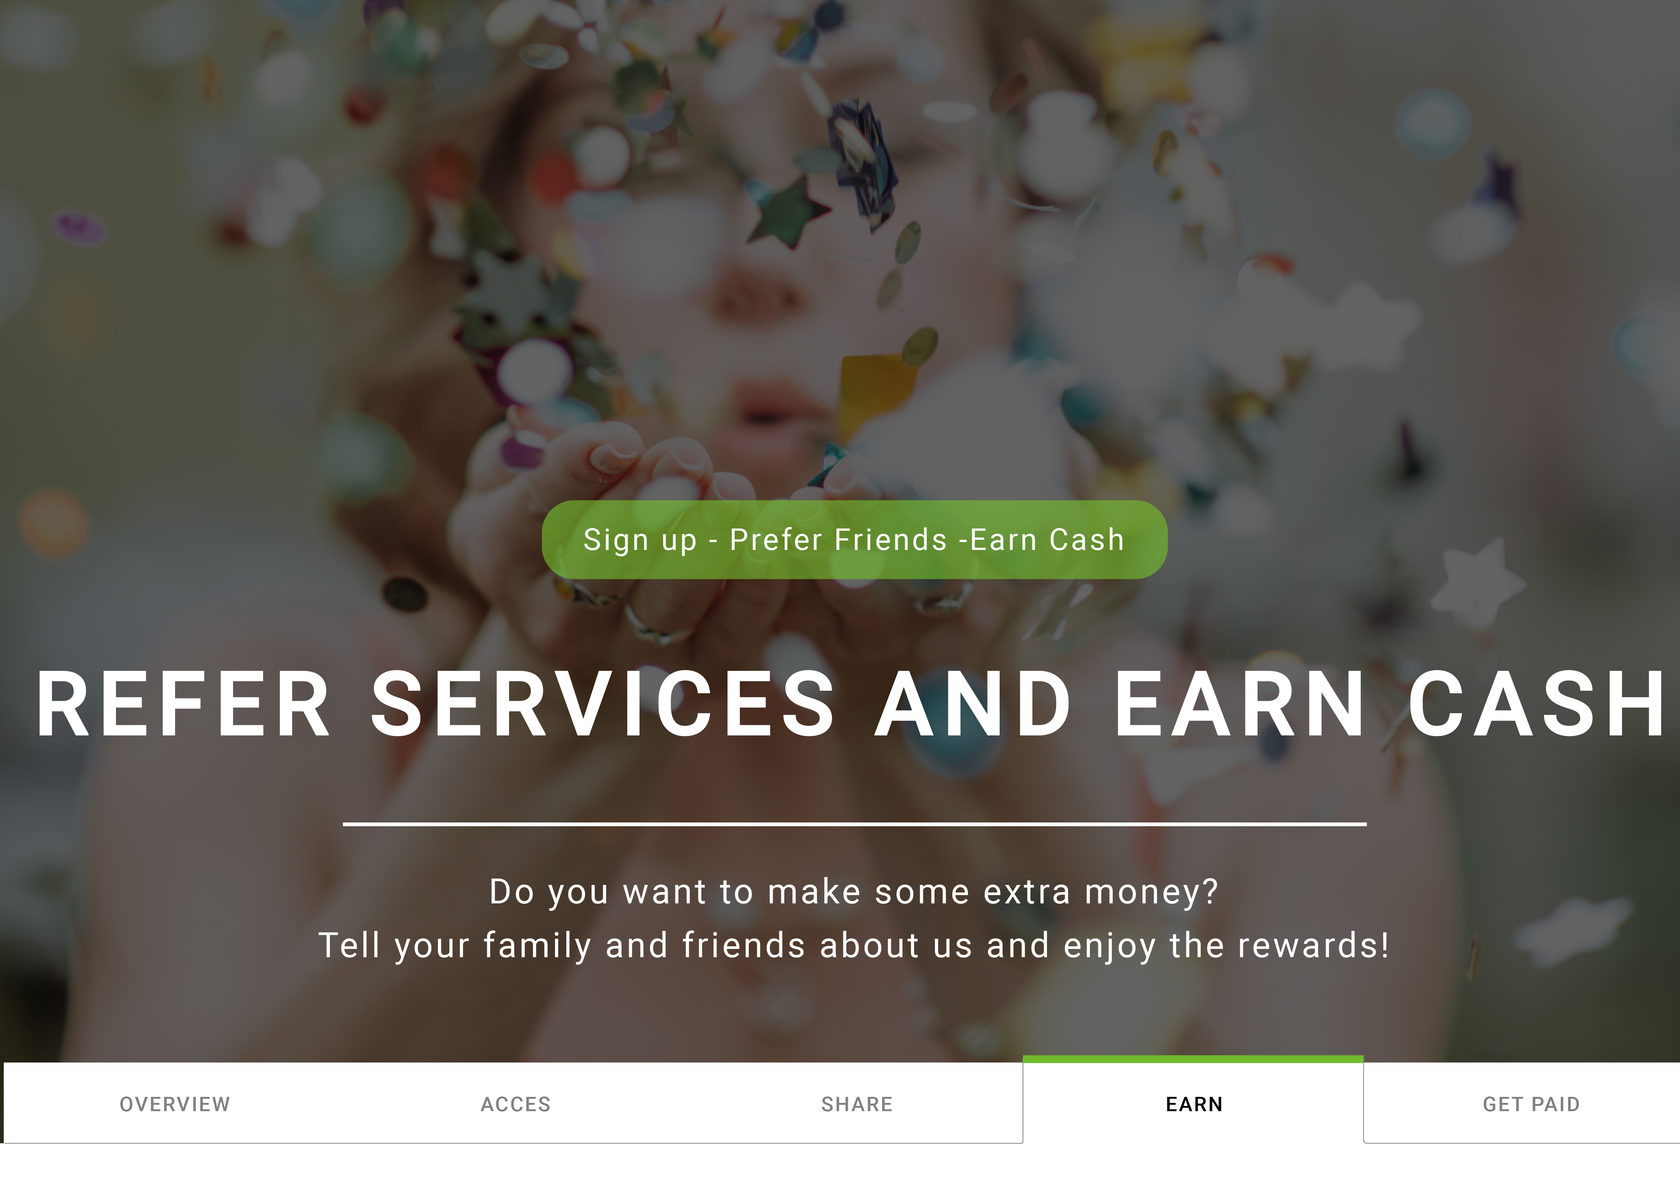 Sign up - Prefer Friends -Earn Cash
REFER SERVICES AND EARN CASH
Do you want to make some extra money?
Tell your family and friends about us and enjoy the rewards!
OVERVIEW ACCES SHARE EARN GET PAID